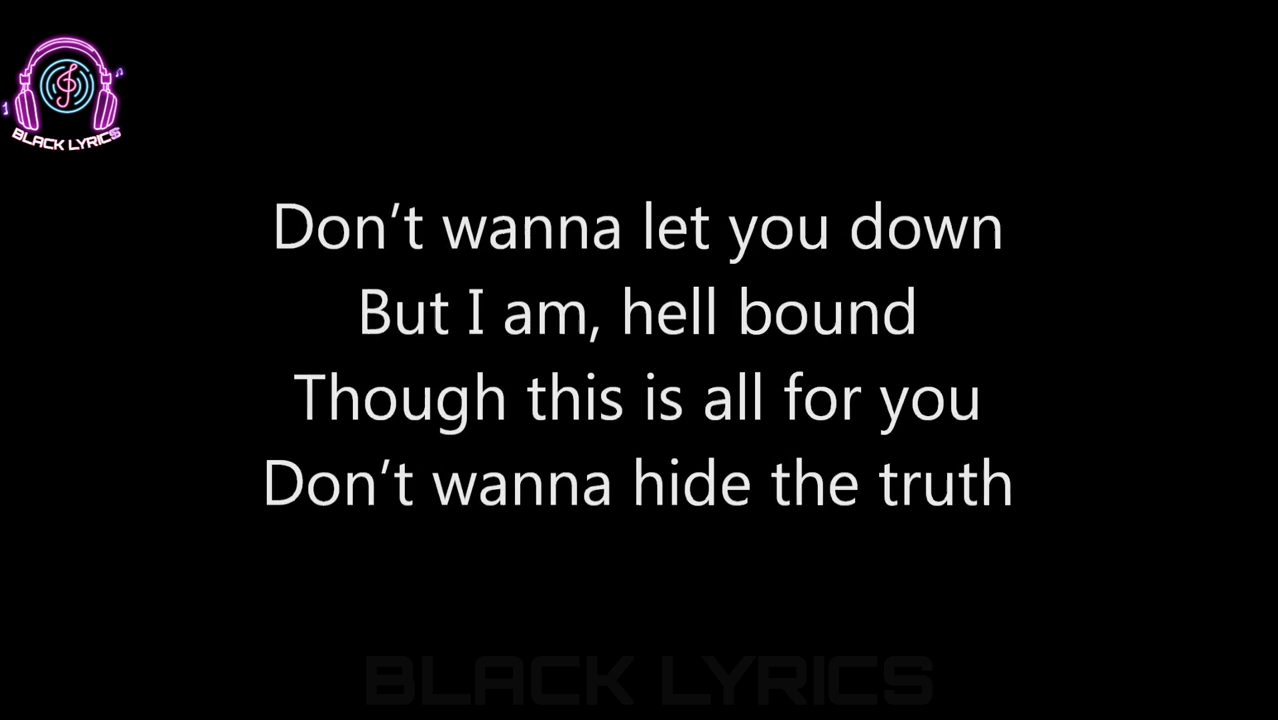 BLACK LYRICS
Don’t wanna let you down
But I am, hell bound
Though this is all for you
Don’t wanna hide the truth
BLACK LYRICS